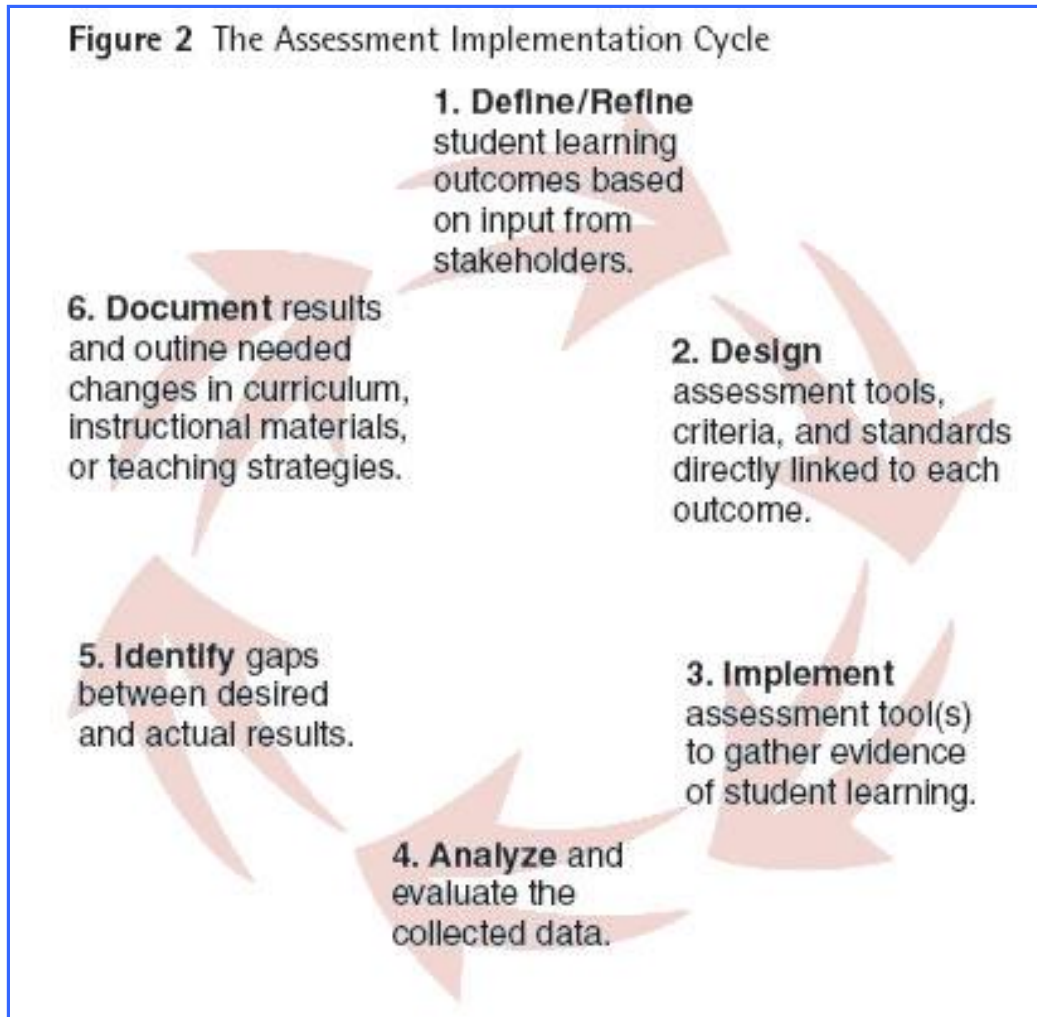 Figure 2 The Assessment Implementation Cycle
1. Define/Refine
student learning
outcomes based
on input from
stakeholders.
2. Design
assessment tools,
criteria, and standards
directly linked to each
outcome.
3. Implement
assessment tool(s)
to gather evidence
of student learning.
4. Analyze and
evaluate the
collected data.
5. Identify gaps
between desired
and actual results.
6. Document results
and outine needed
changes in curriculum,
instructional materials,
or teaching strategies.